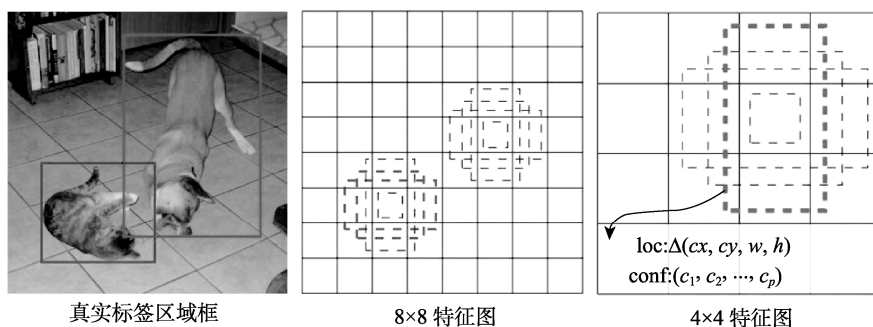 loc:Δ(cx, cy, w, h)
conf:(c₁, c₂, ···, cₚ)
真实标签区域框
8×8 特征图
4×4 特征图